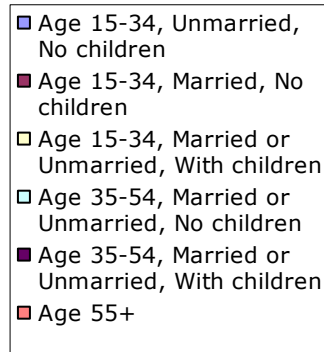 Age 15-34, Unmarried,
No children
Age 15-34, Married, No
children
Age 15-34, Married or
Unmarried, With children
Age 35-54, Married or
Unmarried, No children
Age 35-54, Married or
Unmarried, With children
Age 55+